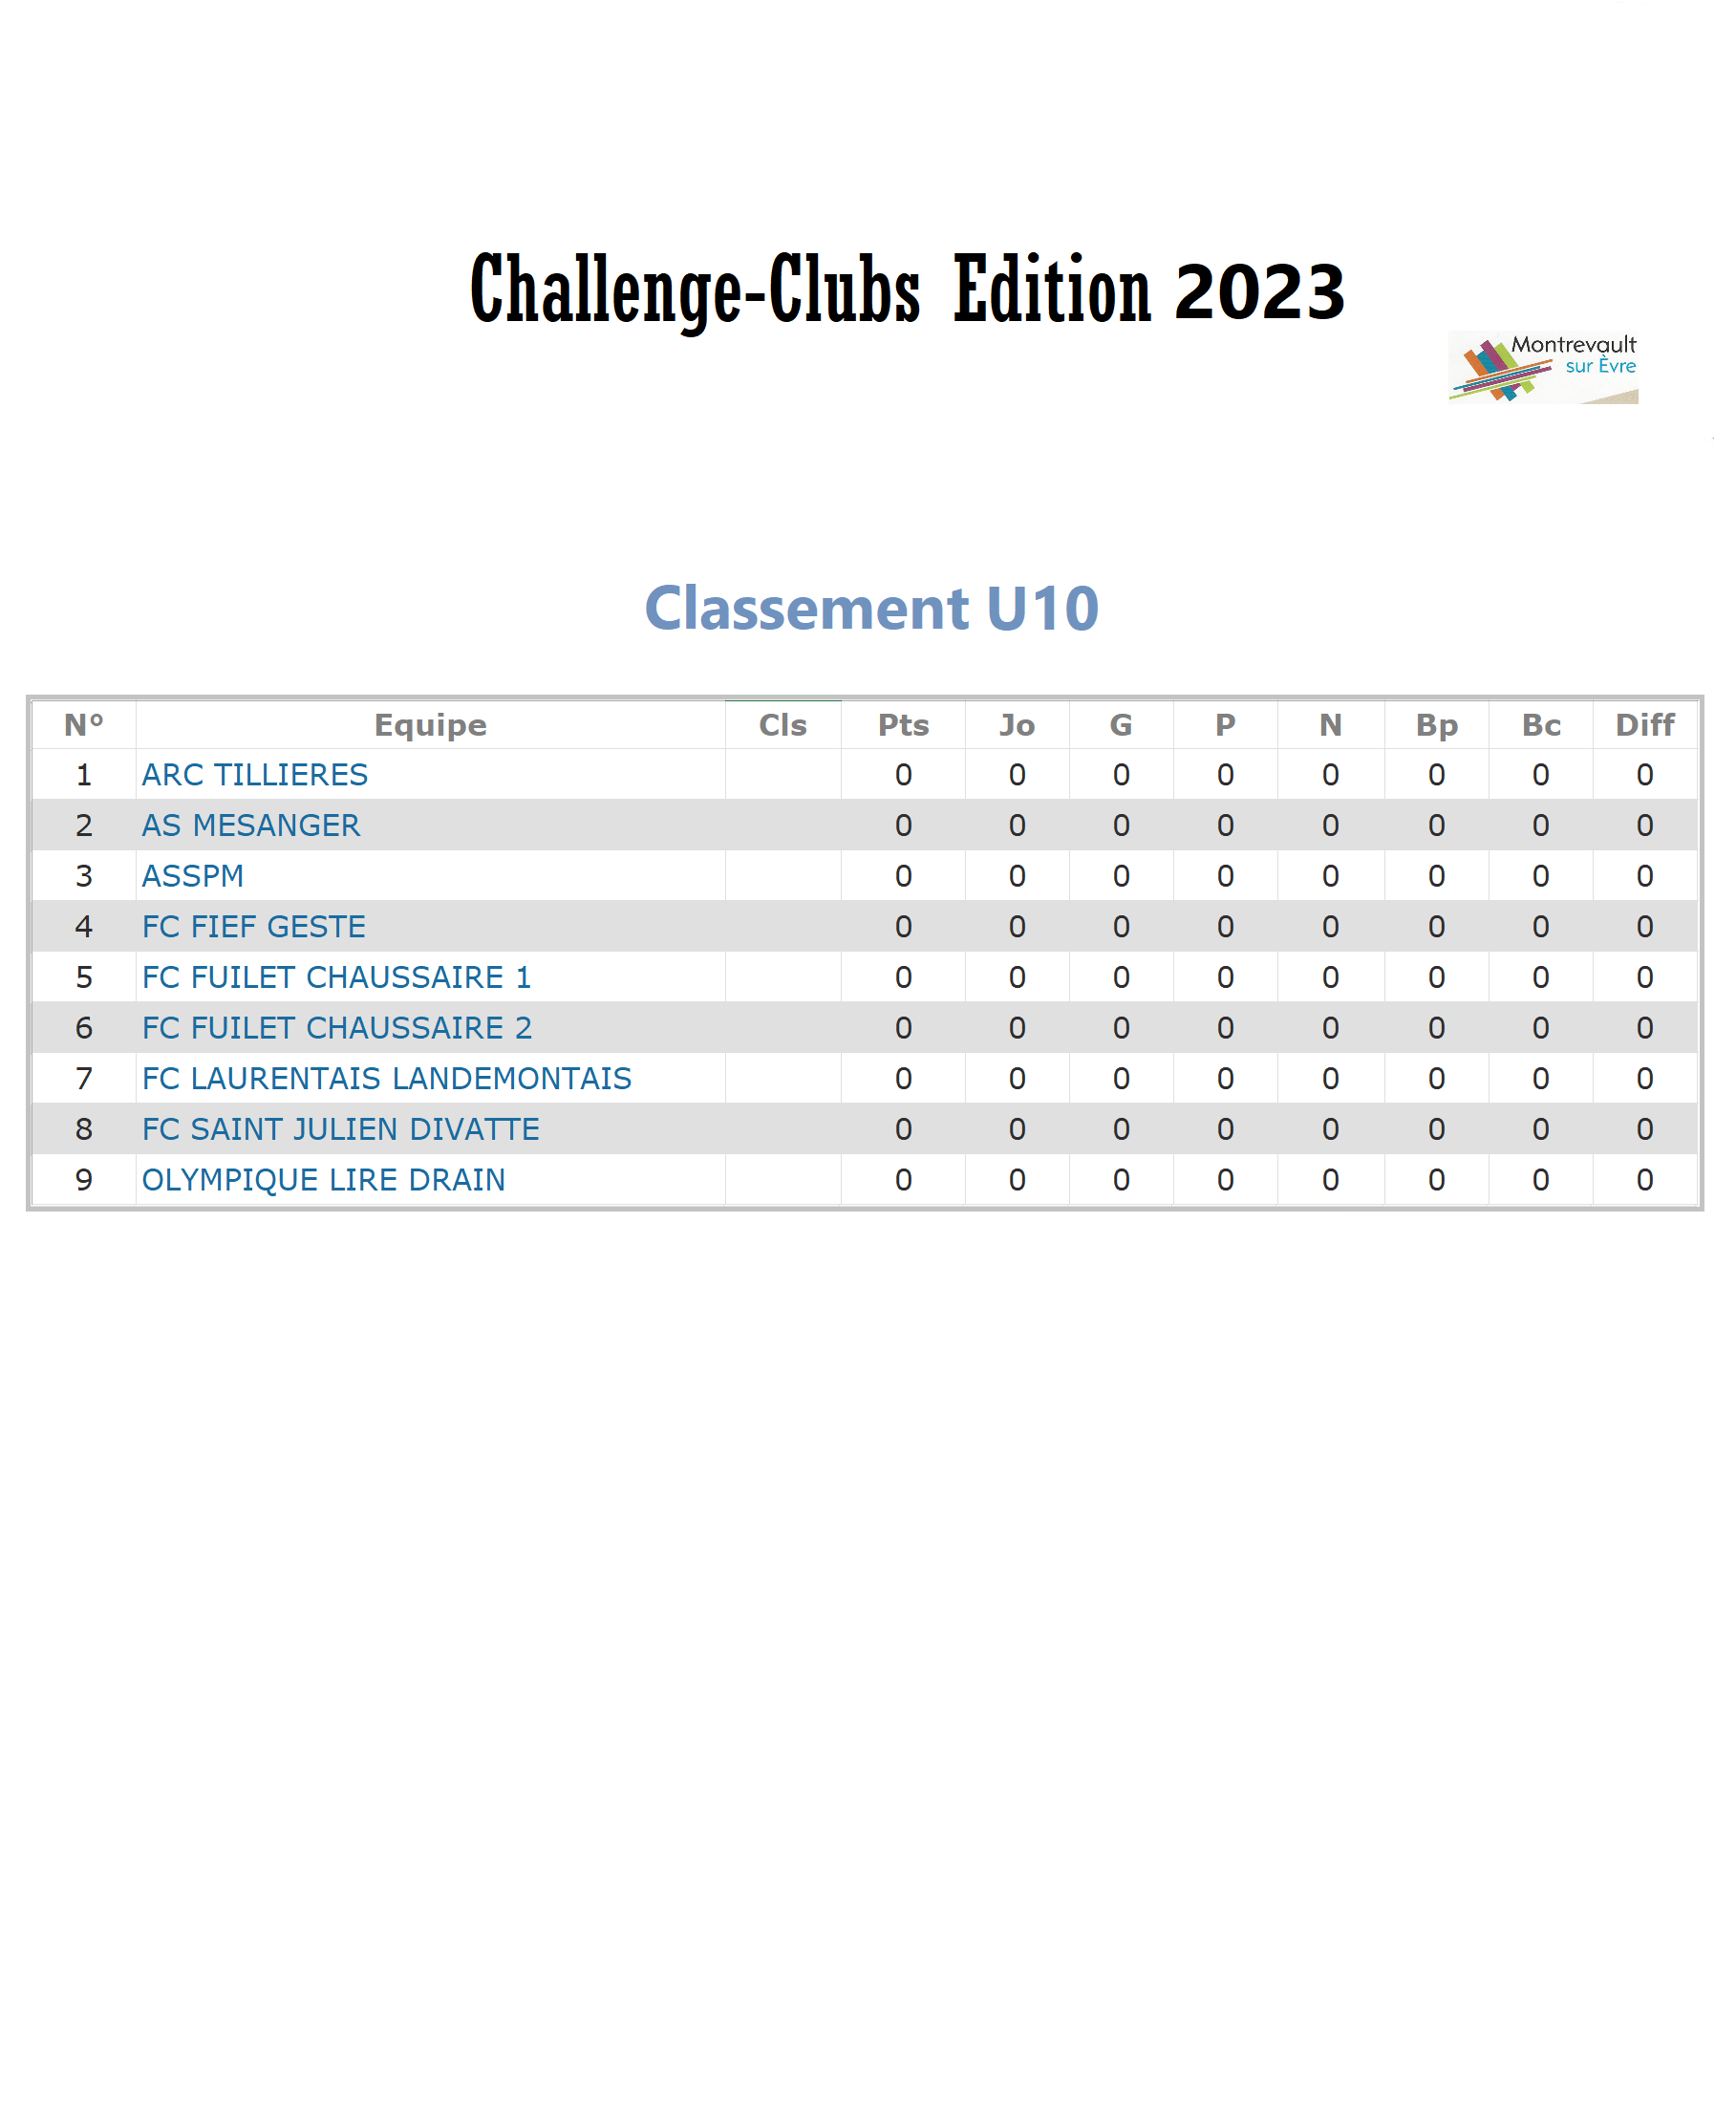 Challenge-Clubs Edition 2023
Montrevault
sur Èvre
Classement U10
N° Equipe Cls Pts Jo G P N Bp Bc Diff
1 ARC TILLIERES 0 0 0 0 0 0 0 0
2 AS MESANGER 0 0 0 0 0 0 0 0
3 ASSPM 0 0 0 0 0 0 0 0
4 FC FIEF GESTE 0 0 0 0 0 0 0 0
5 FC FUILET CHAUSSAIRE 1 0 0 0 0 0 0 0 0
6 FC FUILET CHAUSSAIRE 2 0 0 0 0 0 0 0 0
7 FC LAURENTAIS LANDEMONTAIS 0 0 0 0 0 0 0 0
8 FC SAINT JULIEN DIVATTE 0 0 0 0 0 0 0 0
9 OLYMPIQUE LIRE DRAIN 0 0 0 0 0 0 0 0